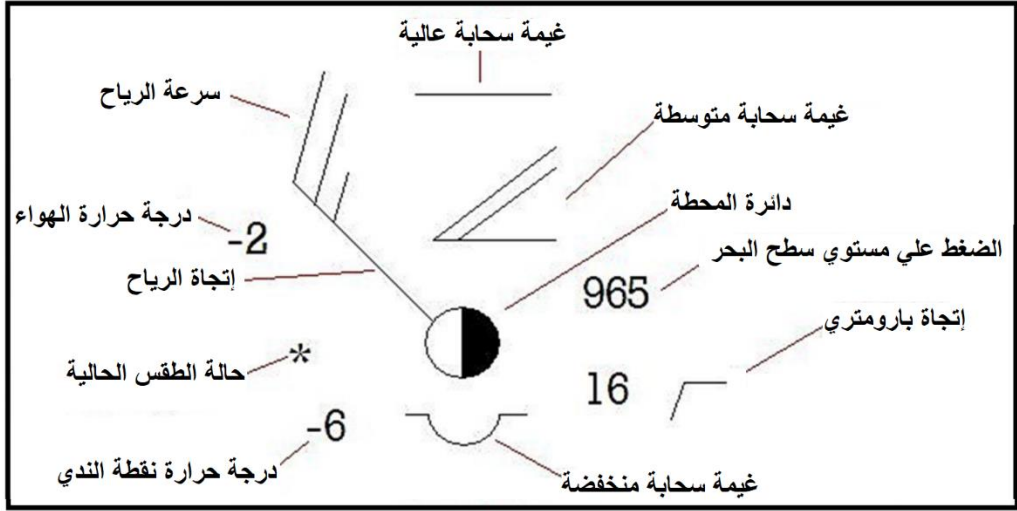 غيمة سحابة عالية
سرعة الرياح
غيمة سحابة متوسطة
دائرة المحطة
درجة حرارة الهواء
-2
الضغط علي مستوي سطح البحر
إتجاة الرياح
965
إتجاة بارومتري
حالة الطقس الحالية
*
16
-6
درجة حرارة نقطة الندي
غيمة سحابة منخفضة